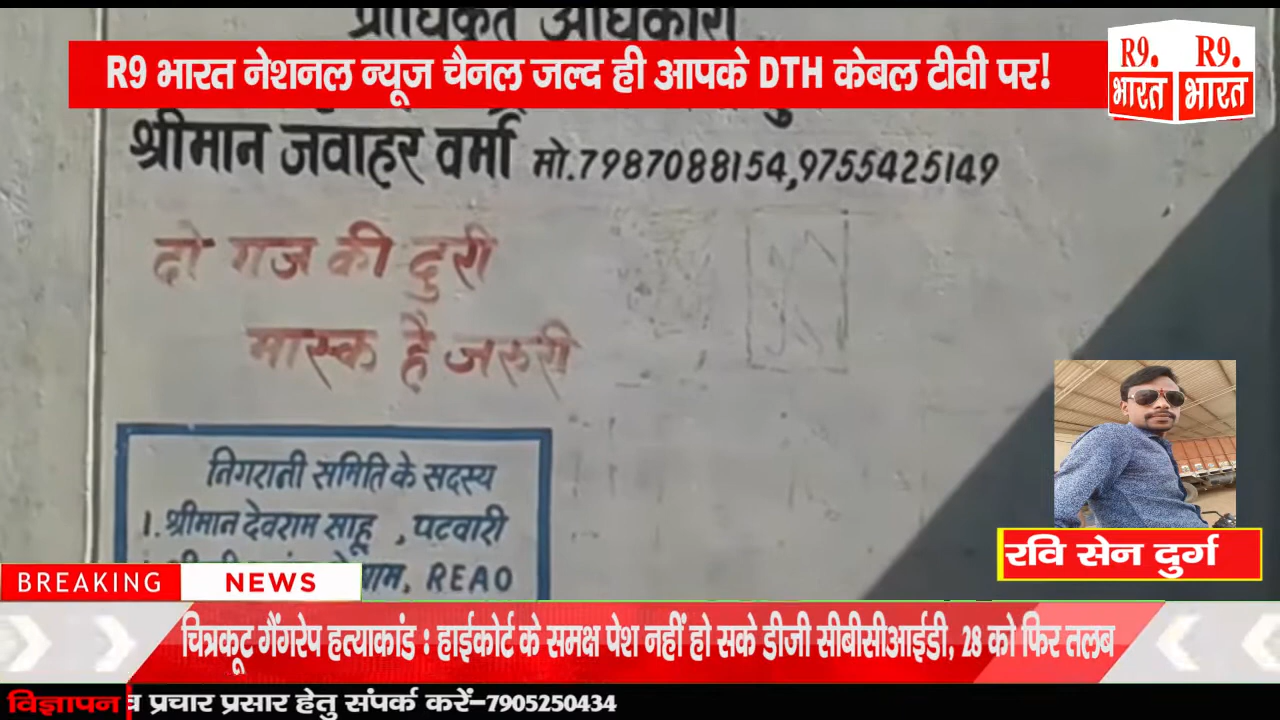 प्राधिकृत अधिकारी
R9 भारत नेशनल न्यूज चैनल जल्द ही आपके DTH केबल टीवी पर!
R9. भारत
R9. भारत
श्रीमान जवाहर वर्मा मो.7987088154,9755425149
दो गज की दुरी
मास्क है जरुरी
निगरानी समिति के सदस्य
1. श्रीमान देवराम साहू , पटवारी
REAO
रवि सेन दुर्ग
BREAKING NEWS
चित्रकूट गैंगरेप हत्याकांड : हाईकोर्ट के समक्ष पेश नहीं हो सके डीजी सीबीसीआईडी, 28 को फिर तलब
विज्ञापन व प्रचार प्रसार हेतु संपर्क करें-7905250434